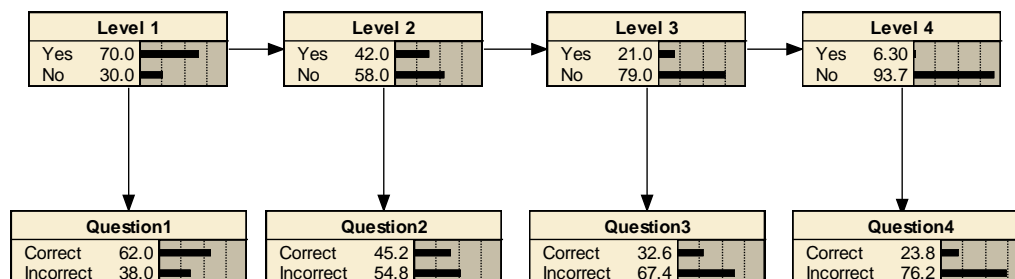 Level 1
Yes 70.0
No 30.0
Level 2
Yes 42.0
No 58.0
Level 3
Yes 21.0
No 79.0
Level 4
Yes 6.30
No 93.7
Question1
Correct 62.0
Incorrect 38.0
Question2
Correct 45.2
Incorrect 54.8
Question3
Correct 32.6
Incorrect 67.4
Question4
Correct 23.8
Incorrect 76.2